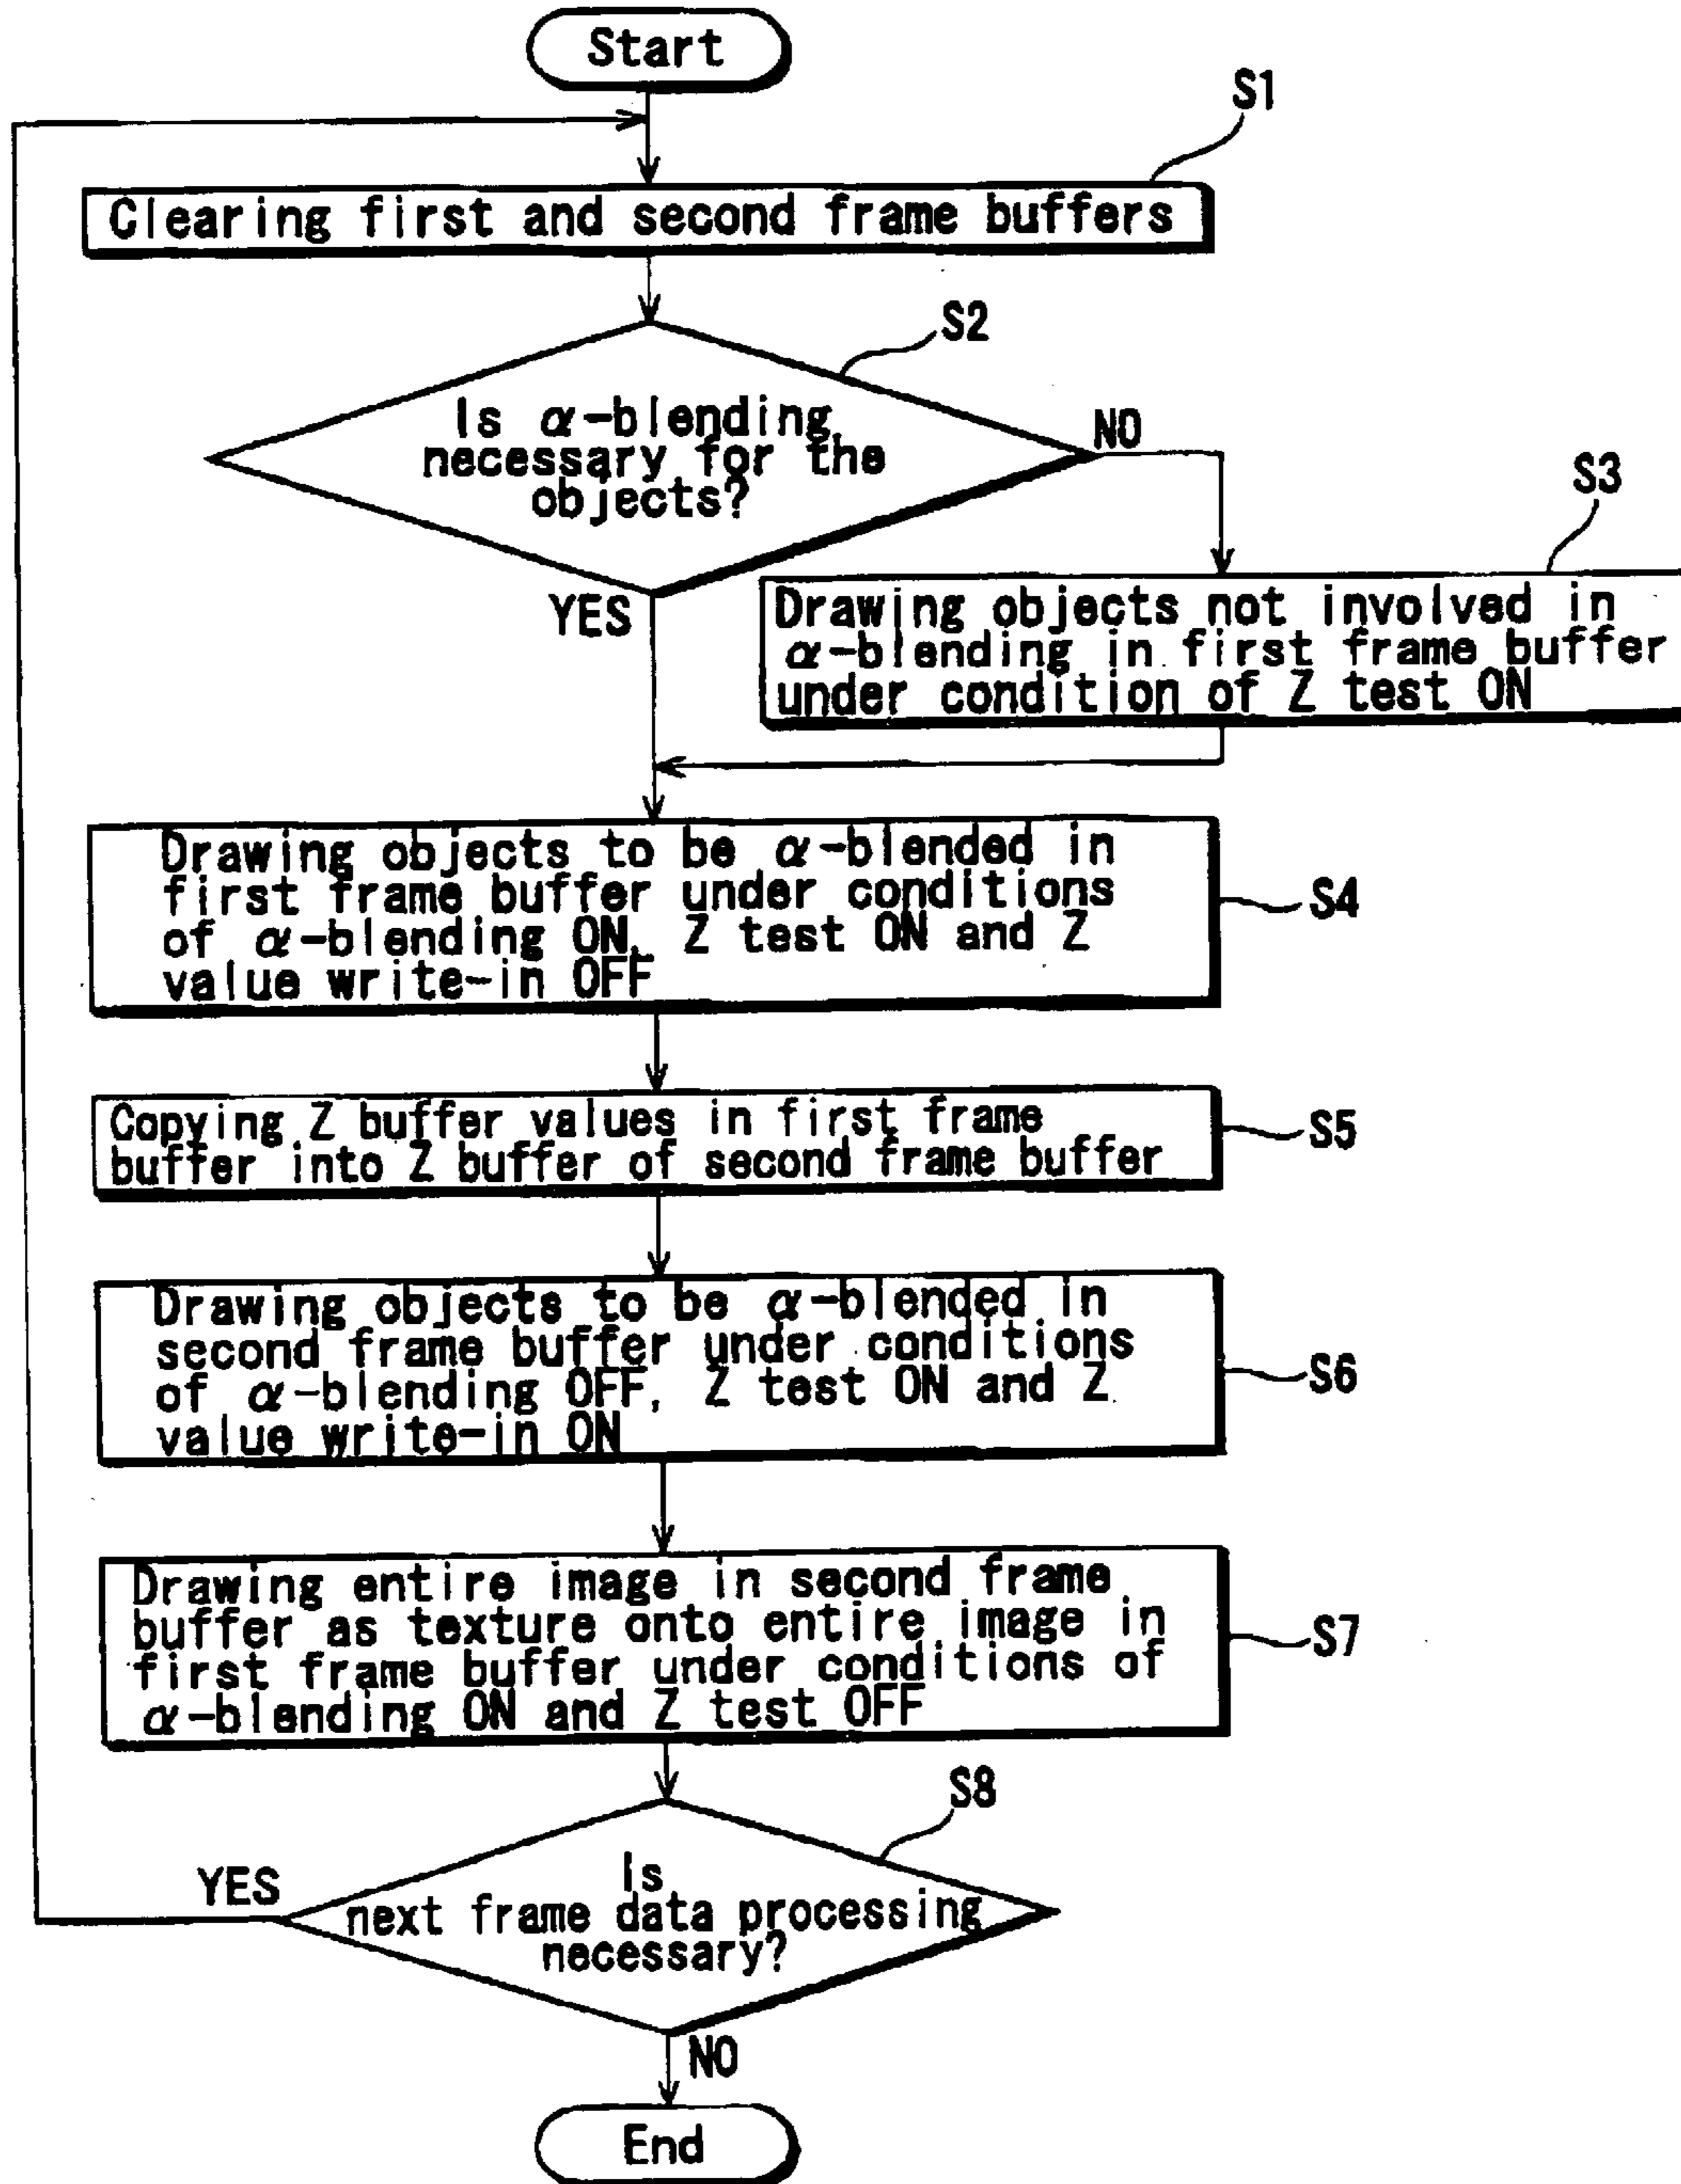 Start
S1
Clearing first and second frame buffers
S2
Is α-blending
necessary for the
objects?
NO
YES
S3
Drawing objects not involved in
α-blending in first frame buffer
under condition of Z test ON
Drawing objects to be α-blended in
first frame buffer under conditions
of α-blending ON, Z test ON and Z
value write-in OFF
S4
Copying Z buffer values in first frame
buffer into Z buffer of second frame buffer
S5
Drawing objects to be α-blended in
second frame buffer under conditions
of α-blending OFF, Z test ON and Z
value write-in ON
S6
Drawing entire image in second frame
buffer as texture onto entire image in
first frame buffer under conditions of
α-blending ON and Z test OFF
S7
S8
Is
next frame data processing
necessary?
YES
NO
End